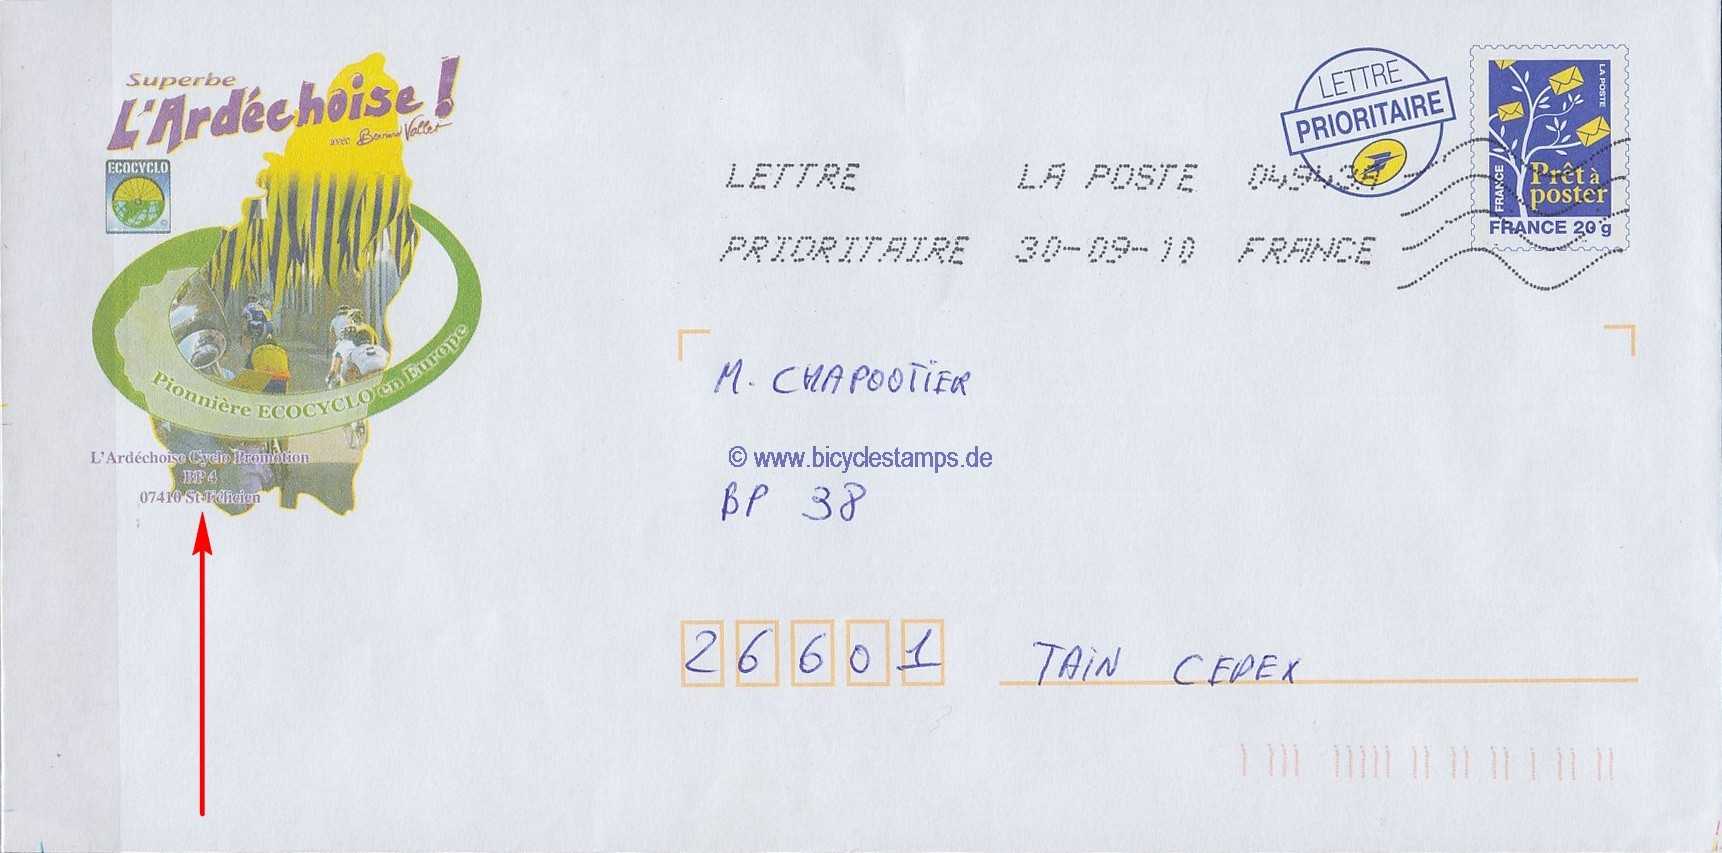 Superbe
L'Ardéchoise !
avec Bernard Vallet
ECOCYCLO
Pionnière ECOCYCLO en Europe
L'Ardéchoise Cyclo Promotion
BP 4
07410 St-Félicien
LETTRE
PRIORITAIRE
LA POSTE
Prêt à
poster
FRANCE
FRANCE 20 g
LETTRE LA POSTE 04943A
PRIORITAIRE 30-09-10 FRANCE
M. CHAPOOTIER
© www.bicyclestamps.de
BP 38
26601 TAIN CEDEX